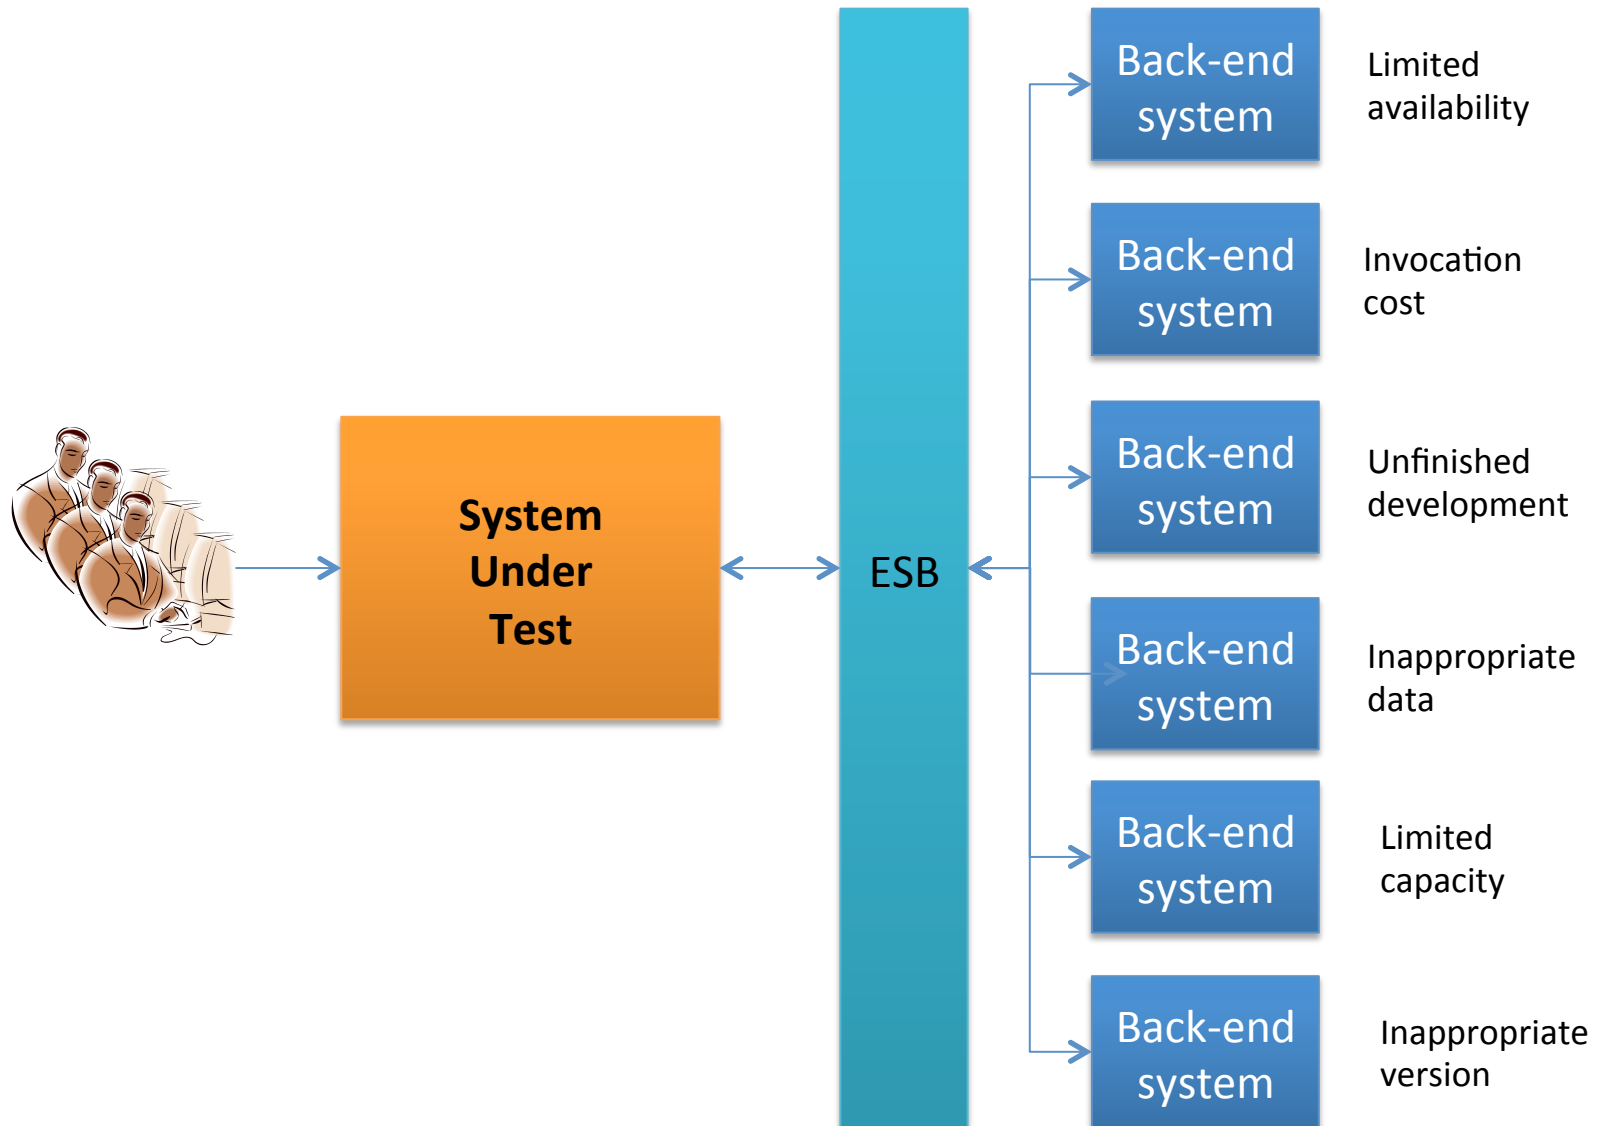 Back-end
system
Limited
availability
Back-end
system
Invocation
cost
Back-end
system
Unfinished
development
System
Under
Test
ESB
Back-end
system
Inappropriate
data
Back-end
system
Limited
capacity
Back-end
system
Inappropriate
version